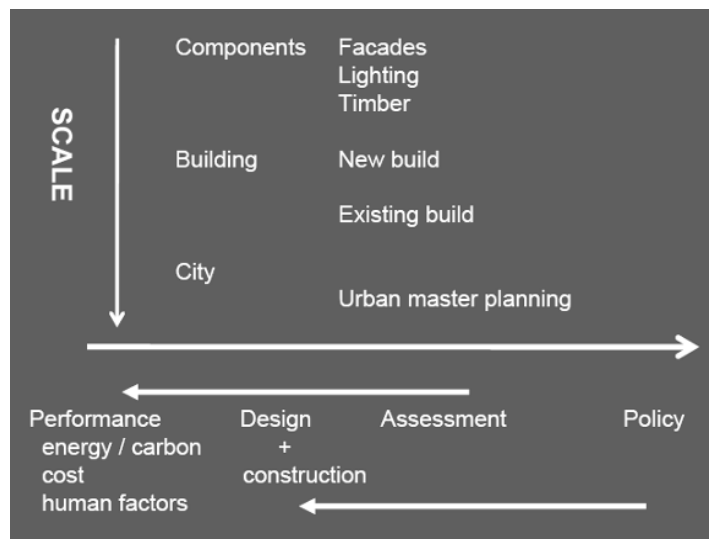 SCALE
Components Facades
Lighting
Timber
Building New build
Existing build
City
Urban master planning
Performance Design Assessment Policy
energy / carbon +
cost construction
human factors